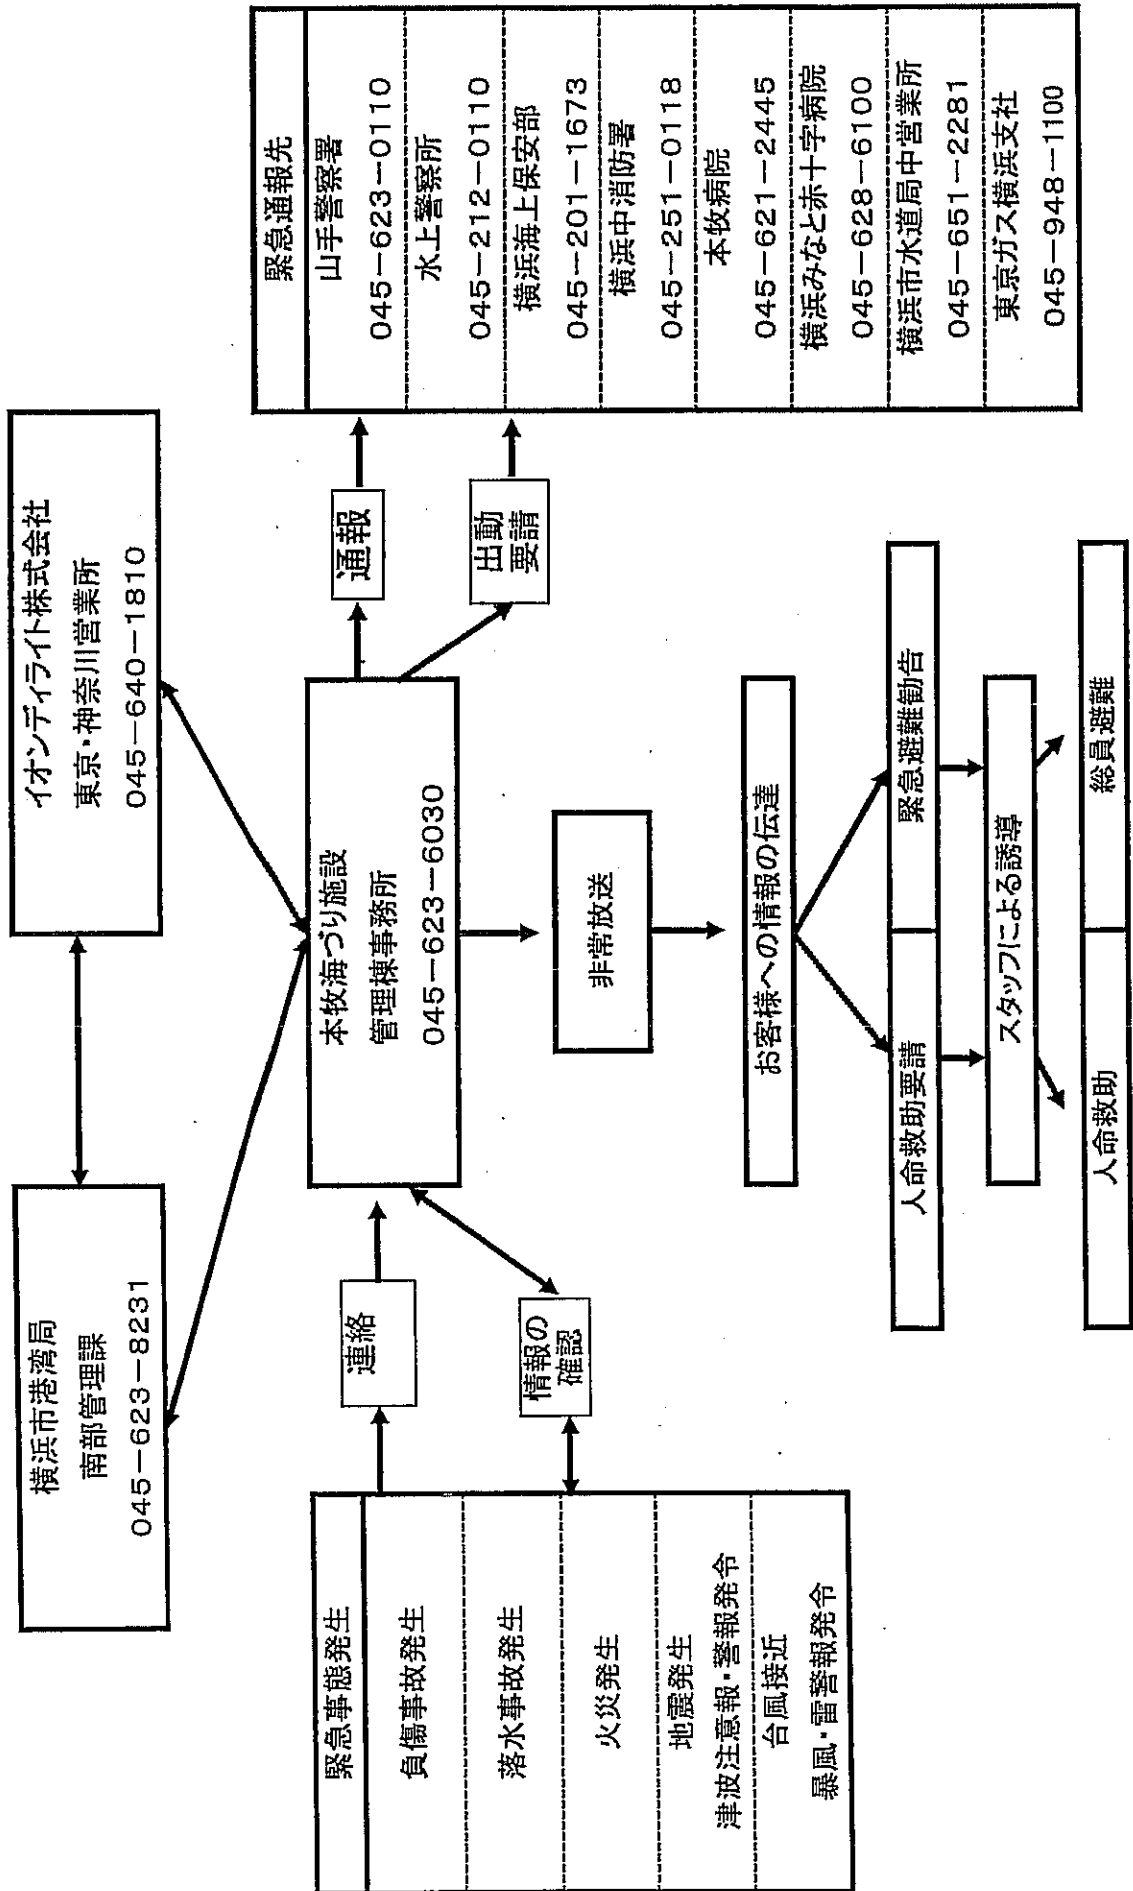 横浜市港湾局
南部管理課
045-623-8231
イオンディライト株式会社
東京・神奈川営業所
045-640-1810
緊急事態発生
負傷事故発生
落水事故発生
火災発生
地震発生
津波注意報・警報発令
台風接近
暴風・雷警報発令
連絡
情報の
確認
本牧海づり施設
管理棟事務所
045-623-6030
通報
出動
要請
緊急通報先
山手警察署
045-623-0110
水上警察所
045-212-0110
横浜海上保安部
045-201-1673
横浜中消防署
045-251-0118
本牧病院
045-621-2445
横浜みなと赤十字病院
045-628-6100
横浜市水道局中営業所
045-651-2281
東京ガス横浜支社
045-948-1100
非常放送
お客様への情報の伝達
人命救助要請
緊急避難勧告
スタッフによる誘導
人命救助
総員避難